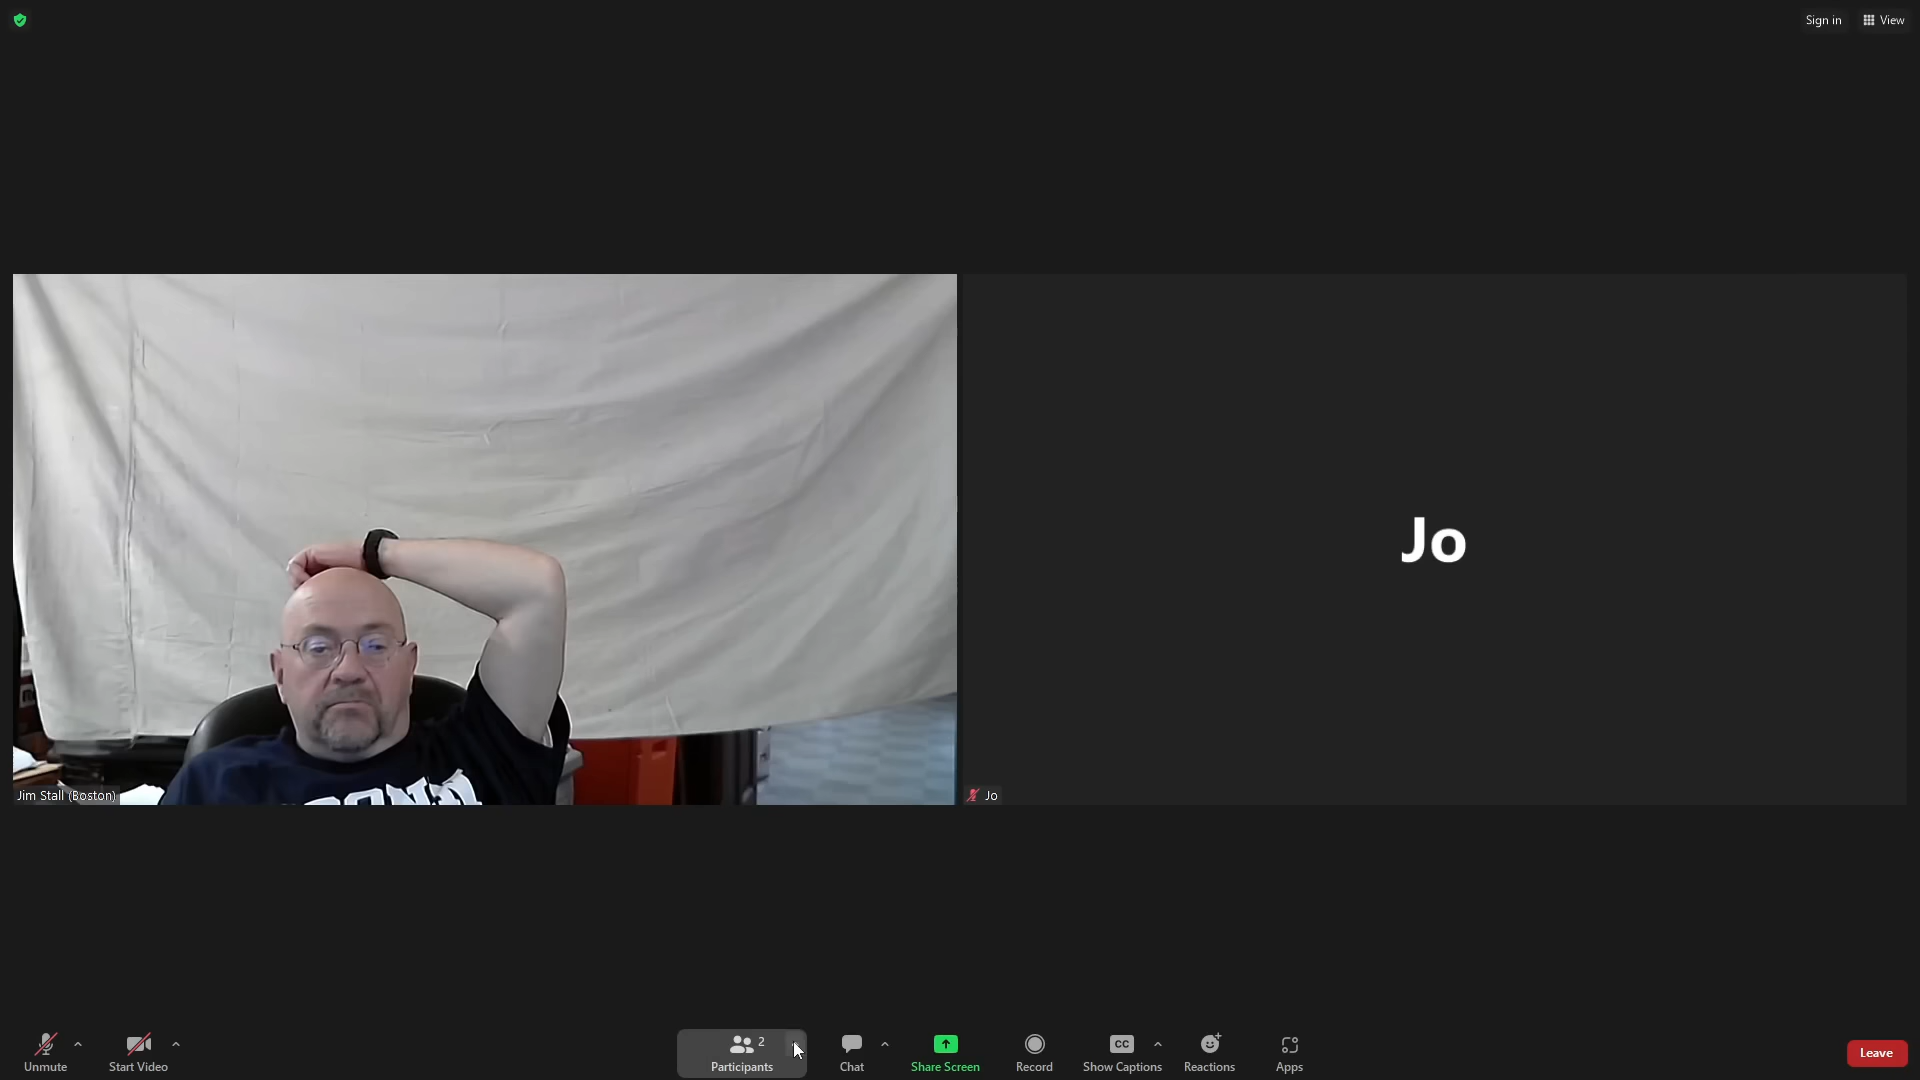 Sign in
View
Jo
Jim Stall (Boston)
Jo
Unmute
Start Video
2
Participants
Chat
Share Screen
Record
CC
Show Captions
Reactions
Apps
Leave